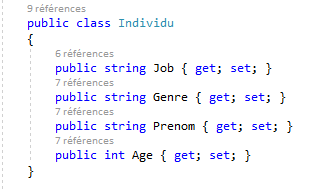 9 références
public class Individu
{
6 références
public string Job { get; set; }
7 références
public string Genre { get; set; }
7 références
public string Prenom { get; set; }
7 références
public int Age { get; set; }
}